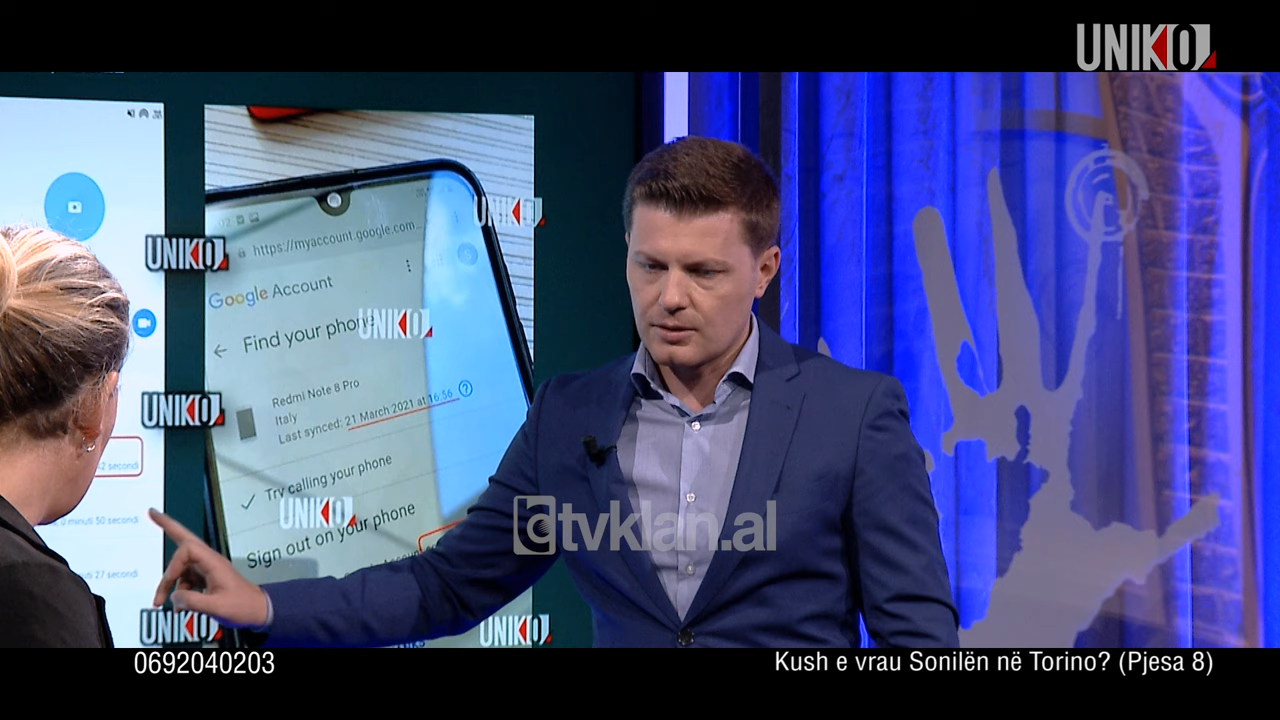 UNIKO
UNIKO
https://myaccount.google.com...
UNIKO
Google Account
Find your phone
UNIKO
Redmi Note 8 Pro
Italy
Last synced: 21 March 2021 at 16:56
UNIKO
42 secondi
Try calling your phone
0 minuti 50 secondi
UNIKO
Sign out on your phone
tvklan.al
27 secondi
UNIKO
UNIKO
0692040203
Kush e vrau Sonilën në Torino? (Pjesa 8)